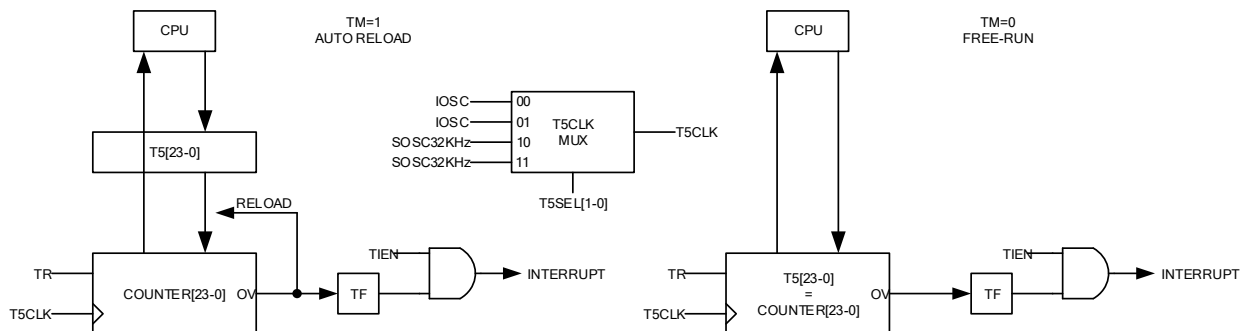 CPU
TM=1
AUTO RELOAD
CPU
TM=0
FREE-RUN
IOSC
00
IOSC
01
SOSC32KHz
10
SOSC32KHz
11
T5CLK
MUX
T5CLK
T5SEL[1-0]
T5[23-0]
RELOAD
TR
T5CLK
COUNTER[23-0]
OV
TF
TIEN
INTERRUPT
TR
T5CLK
T5[23-0]
=
COUNTER[23-0]
OV
TF
TIEN
INTERRUPT